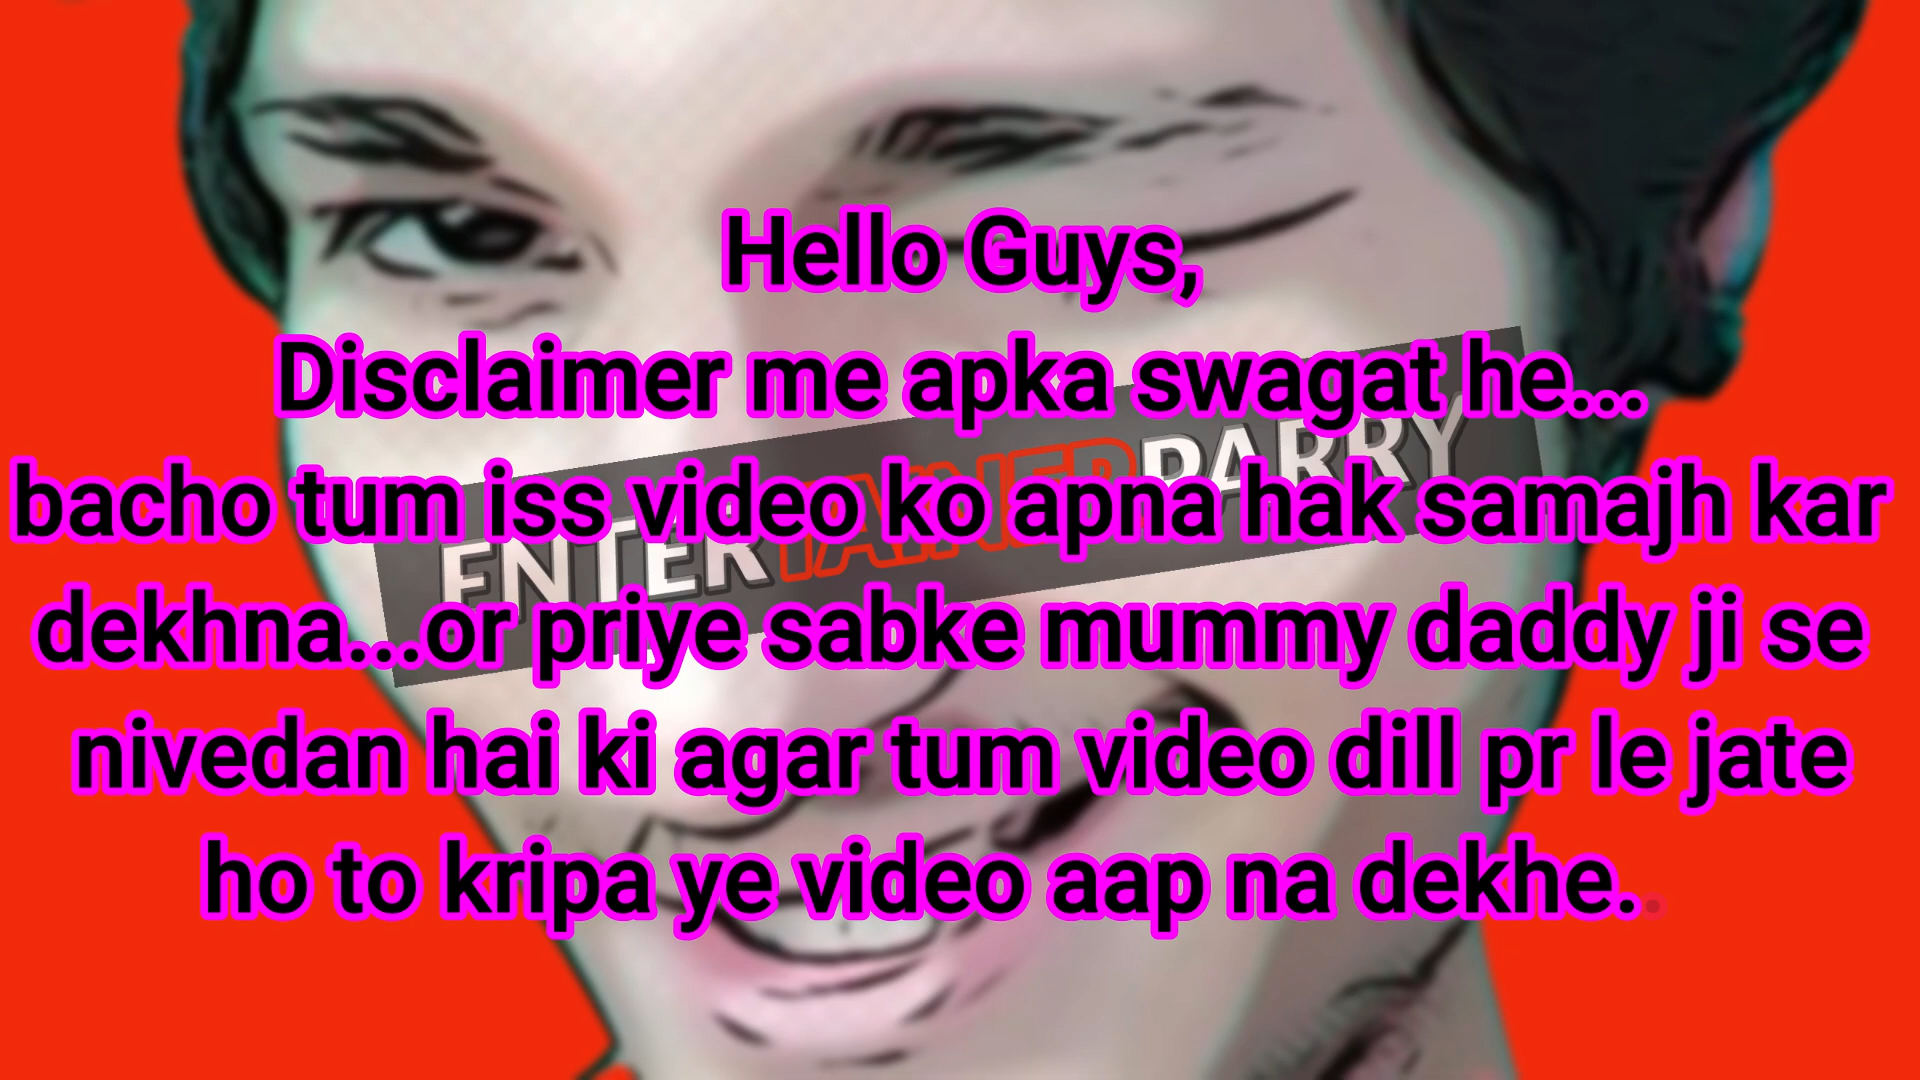 Hello Guys,
Disclaimer me apka swagat he...
bacho tum iss video ko apna hak samajh kar
dekhna...or priye sabke mummy daddy ji se
nivedan hai ki agar tum video dill pr le jate
ho to kripa ye video aap na dekhe..
ENTERTAINERPARRY